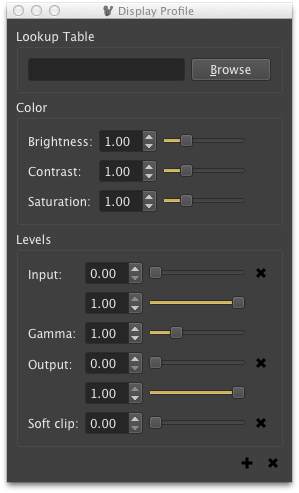 Display Profile
Lookup Table
Browse
Color
Brightness: 1.00
Contrast: 1.00
Saturation: 1.00
Levels
Input: 0.00
1.00
Gamma: 1.00
Output: 0.00
1.00
Soft clip: 0.00